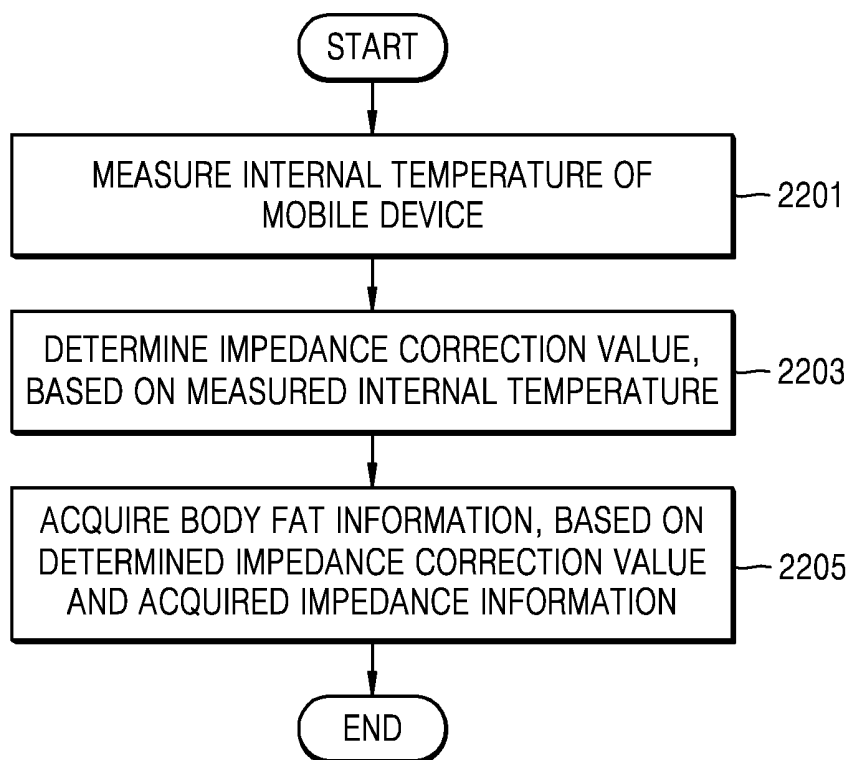 START
MEASURE INTERNAL TEMPERATURE OF
MOBILE DEVICE
2201
DETERMINE IMPEDANCE CORRECTION VALUE,
BASED ON MEASURED INTERNAL TEMPERATURE
2203
ACQUIRE BODY FAT INFORMATION, BASED ON
DETERMINED IMPEDANCE CORRECTION VALUE
AND ACQUIRED IMPEDANCE INFORMATION
2205
END